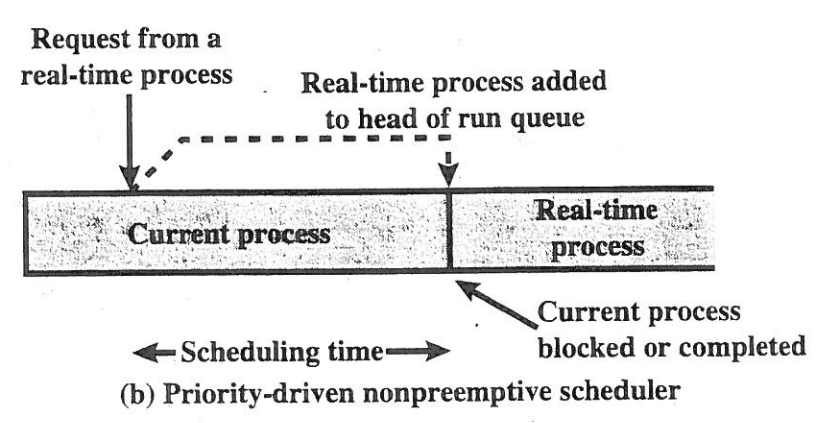 Request from a
real-time process
Real-time process added
to head of run queue
Current process
Real-time
process
Current process
blocked or completed
Scheduling time
(b) Priority-driven nonpreemptive scheduler